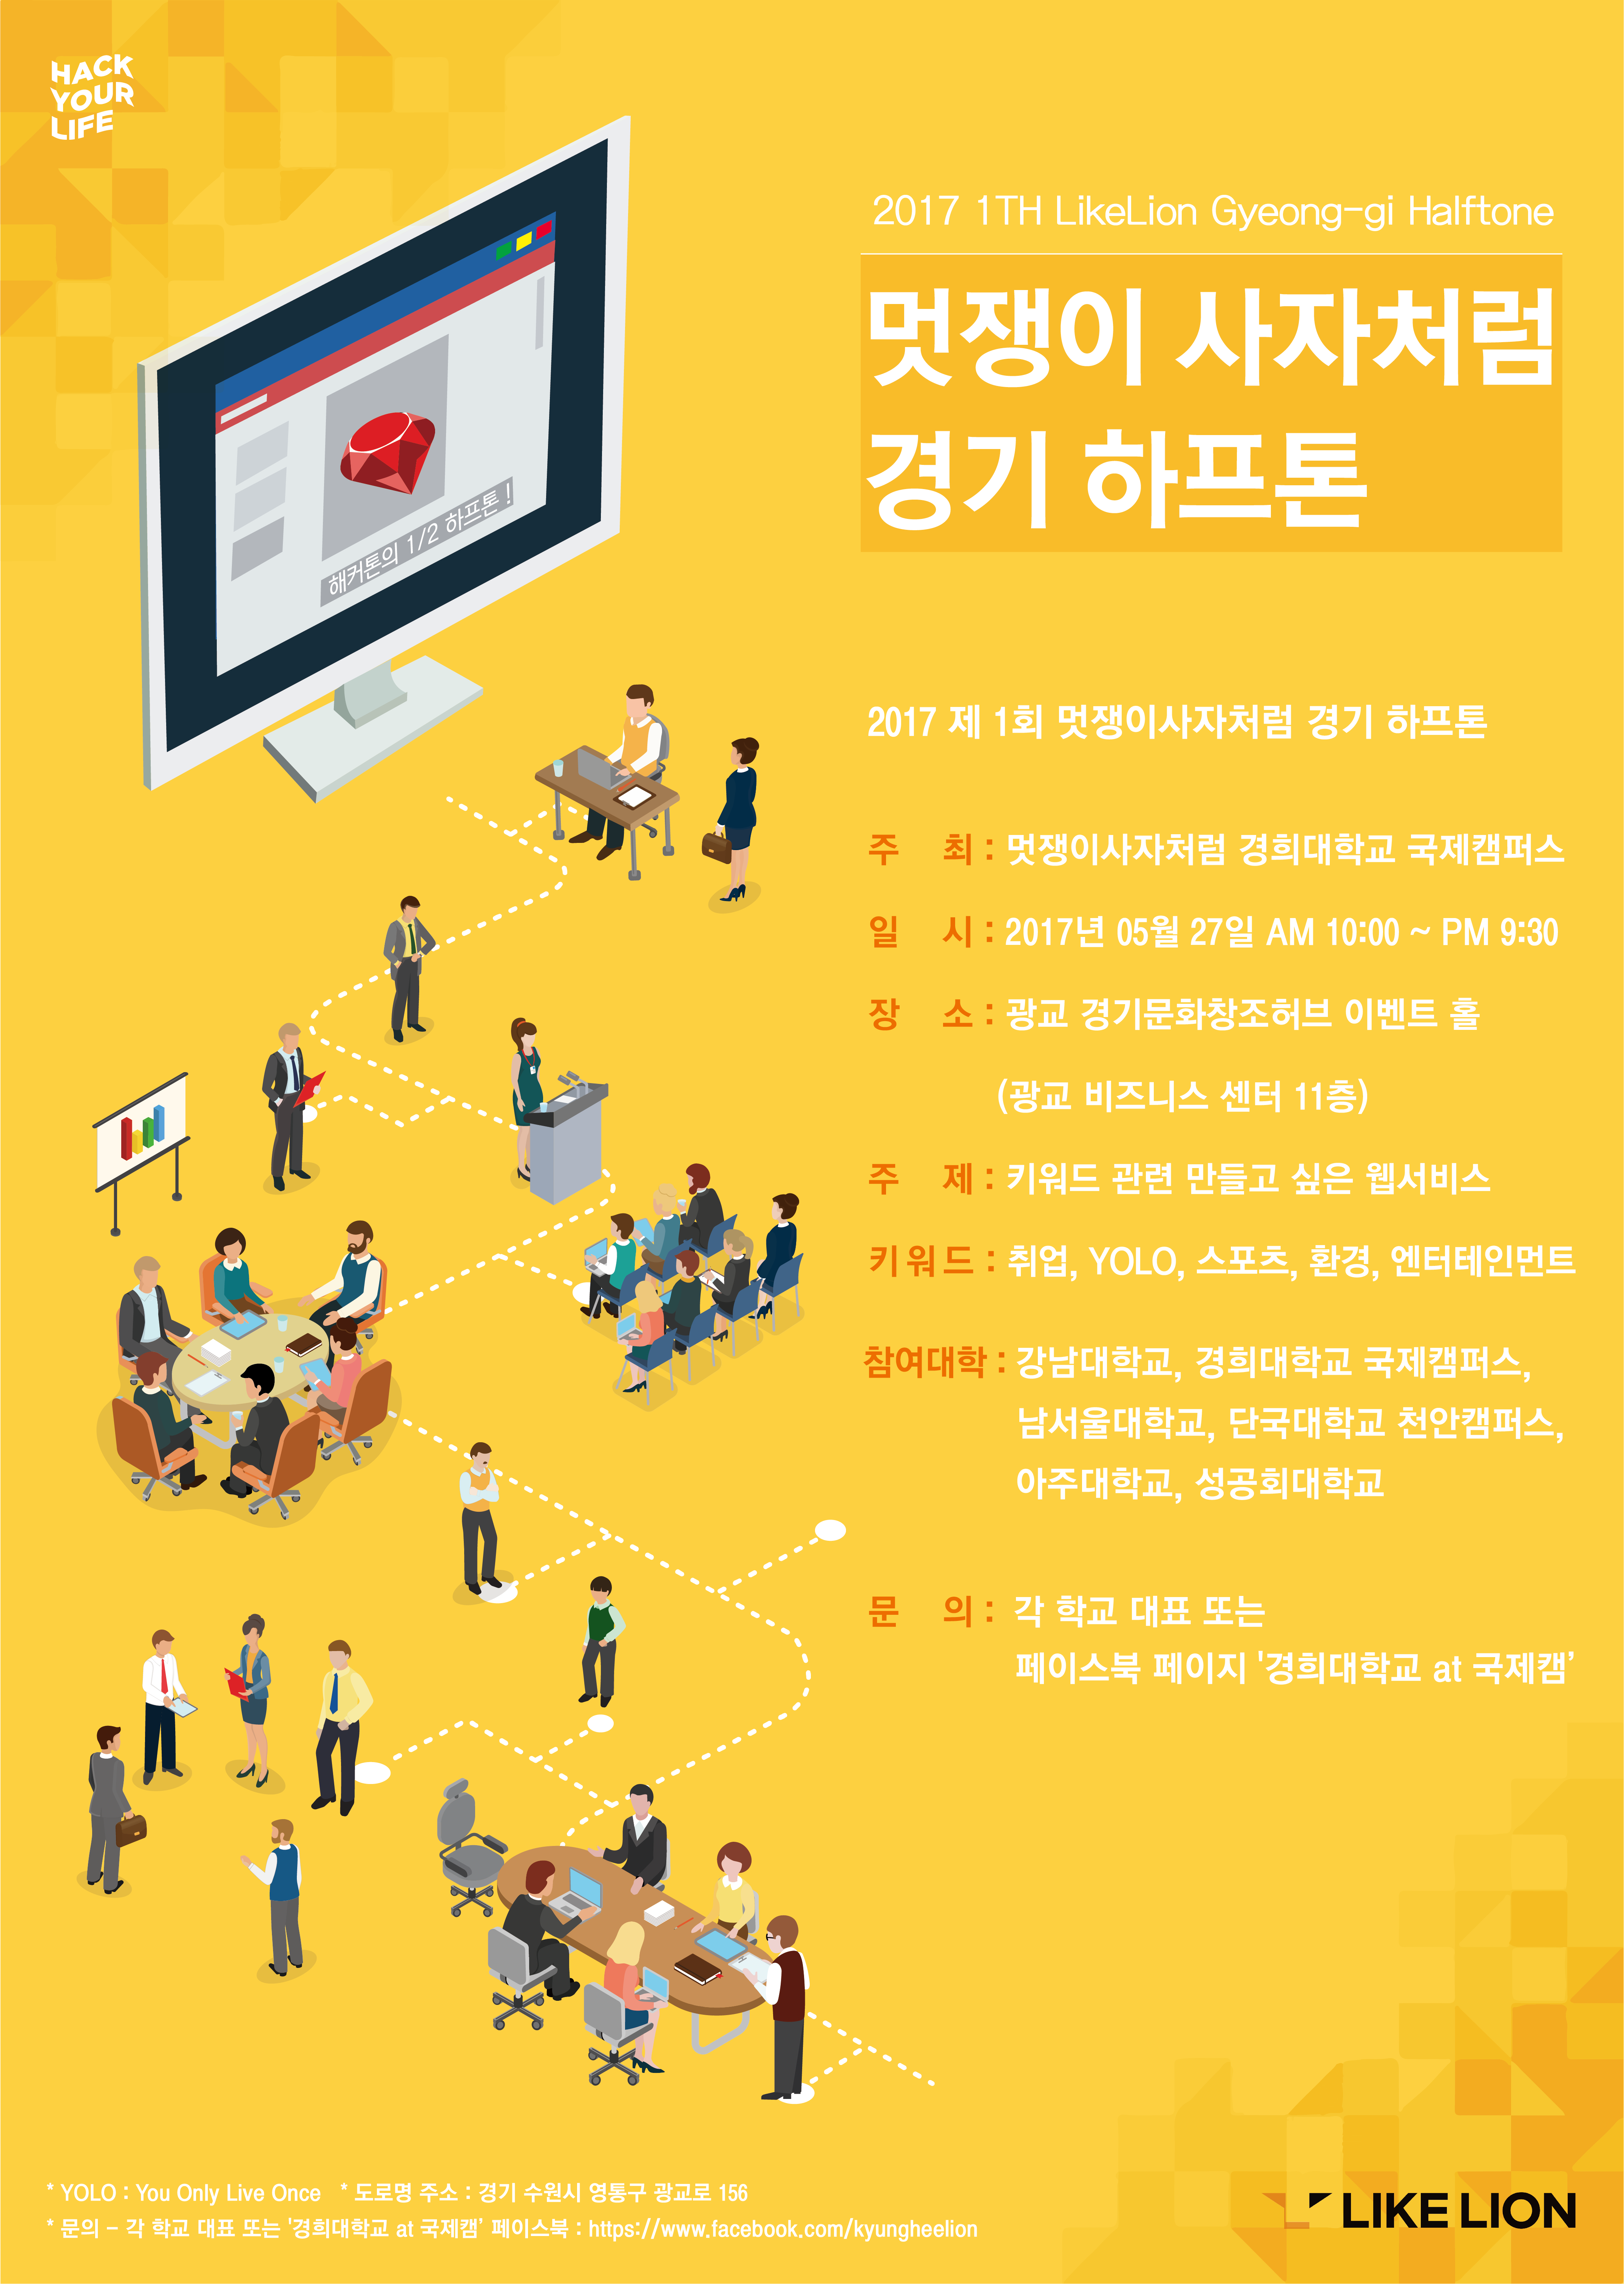 HACK
YOUR
LIFE
2017 1TH LikeLion Gyeong-gi Halftone
멋쟁이 사자처럼
경기 하프톤
해커톤의 1/2 하프톤 !
2017 제 1회 멋쟁이사자처럼 경기 하프톤
주 최 : 멋쟁이사자처럼 경희대학교 국제캠퍼스
일 시 : 2017년 05월 27일 AM 10:00 ~ PM 9:30
장 소 : 광교 경기문화창조허브 이벤트 홀
(광교 비즈니스 센터 11층)
주 제 : 키워드 관련 만들고 싶은 웹서비스
키워드 : 취업, YOLO, 스포츠, 환경, 엔터테인먼트
참여대학 : 강남대학교, 경희대학교 국제캠퍼스,
남서울대학교, 단국대학교 천안캠퍼스,
아주대학교, 성공회대학교
문 의 : 각 학교 대표 또는
페이스북 페이지 '경희대학교 at 국제캠'
* YOLO : You Only Live Once * 도로명 주소 : 경기 수원시 영통구 광교로 156
* 문의 - 각 학교 대표 또는 '경희대학교 at 국제캠' 페이스북 : https://www.facebook.com/kyungheelion
LIKE LION